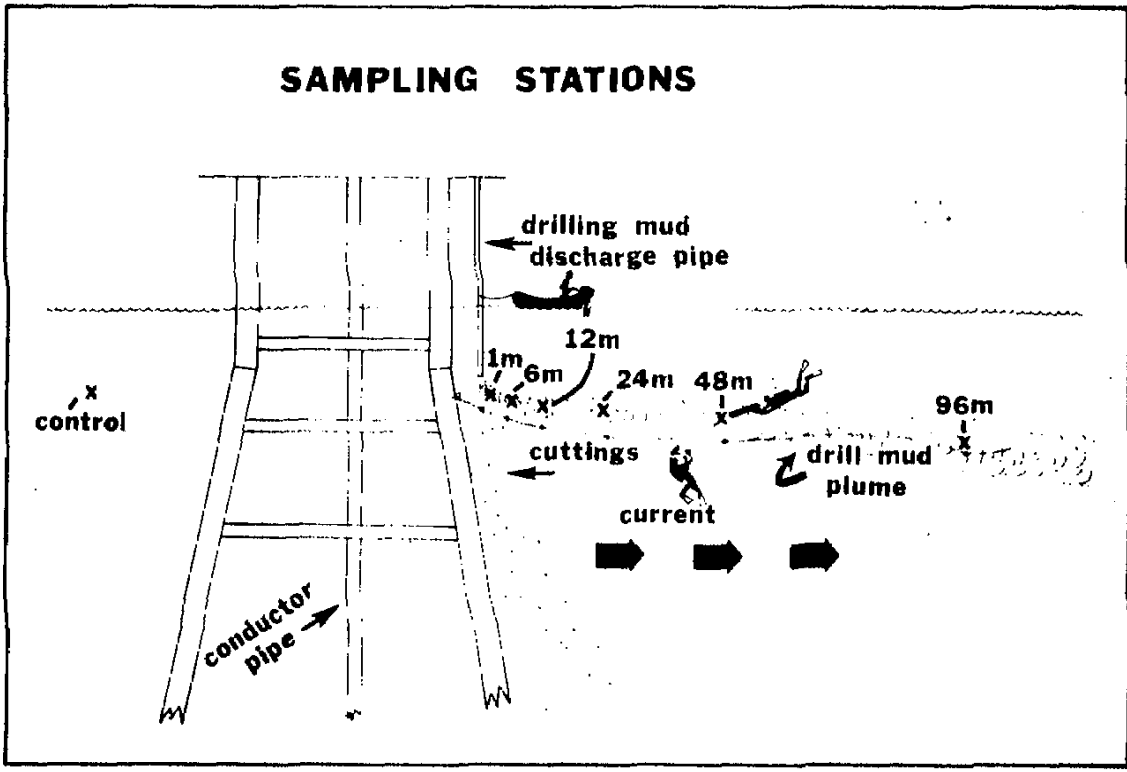 SAMPLING STATIONS
drilling mud
discharge pipe
12m
1m
6m
24m
48m
96m
x
control
x
x
x
x
x
x
cuttings
drill mud
plume
current
conductor
pipe